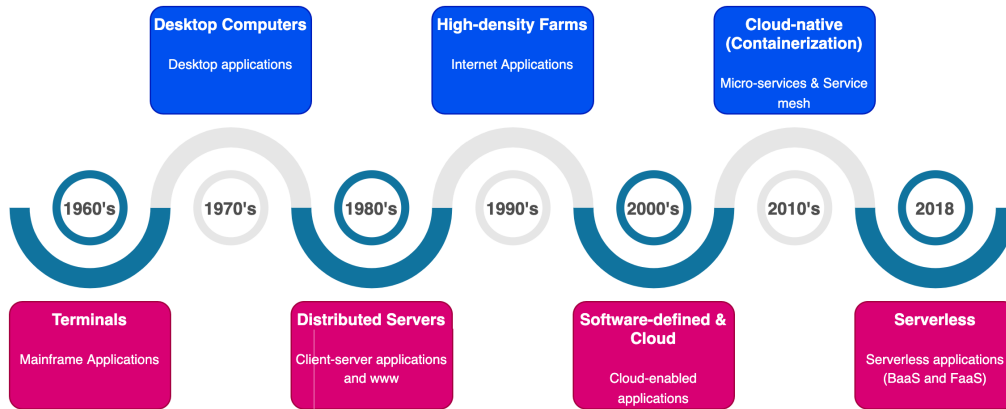 Desktop Computers
Desktop applications
High-density Farms
Internet Applications
Cloud-native
(Containerization)
Micro-services & Service
mesh
1960's
1970's
1980's
1990's
2000's
2010's
2018
Terminals
Mainframe Applications
Distributed Servers
Client-server applications
and www
Software-defined &
Cloud
Cloud-enabled
applications
Serverless
Serverless applications
(BaaS and FaaS)